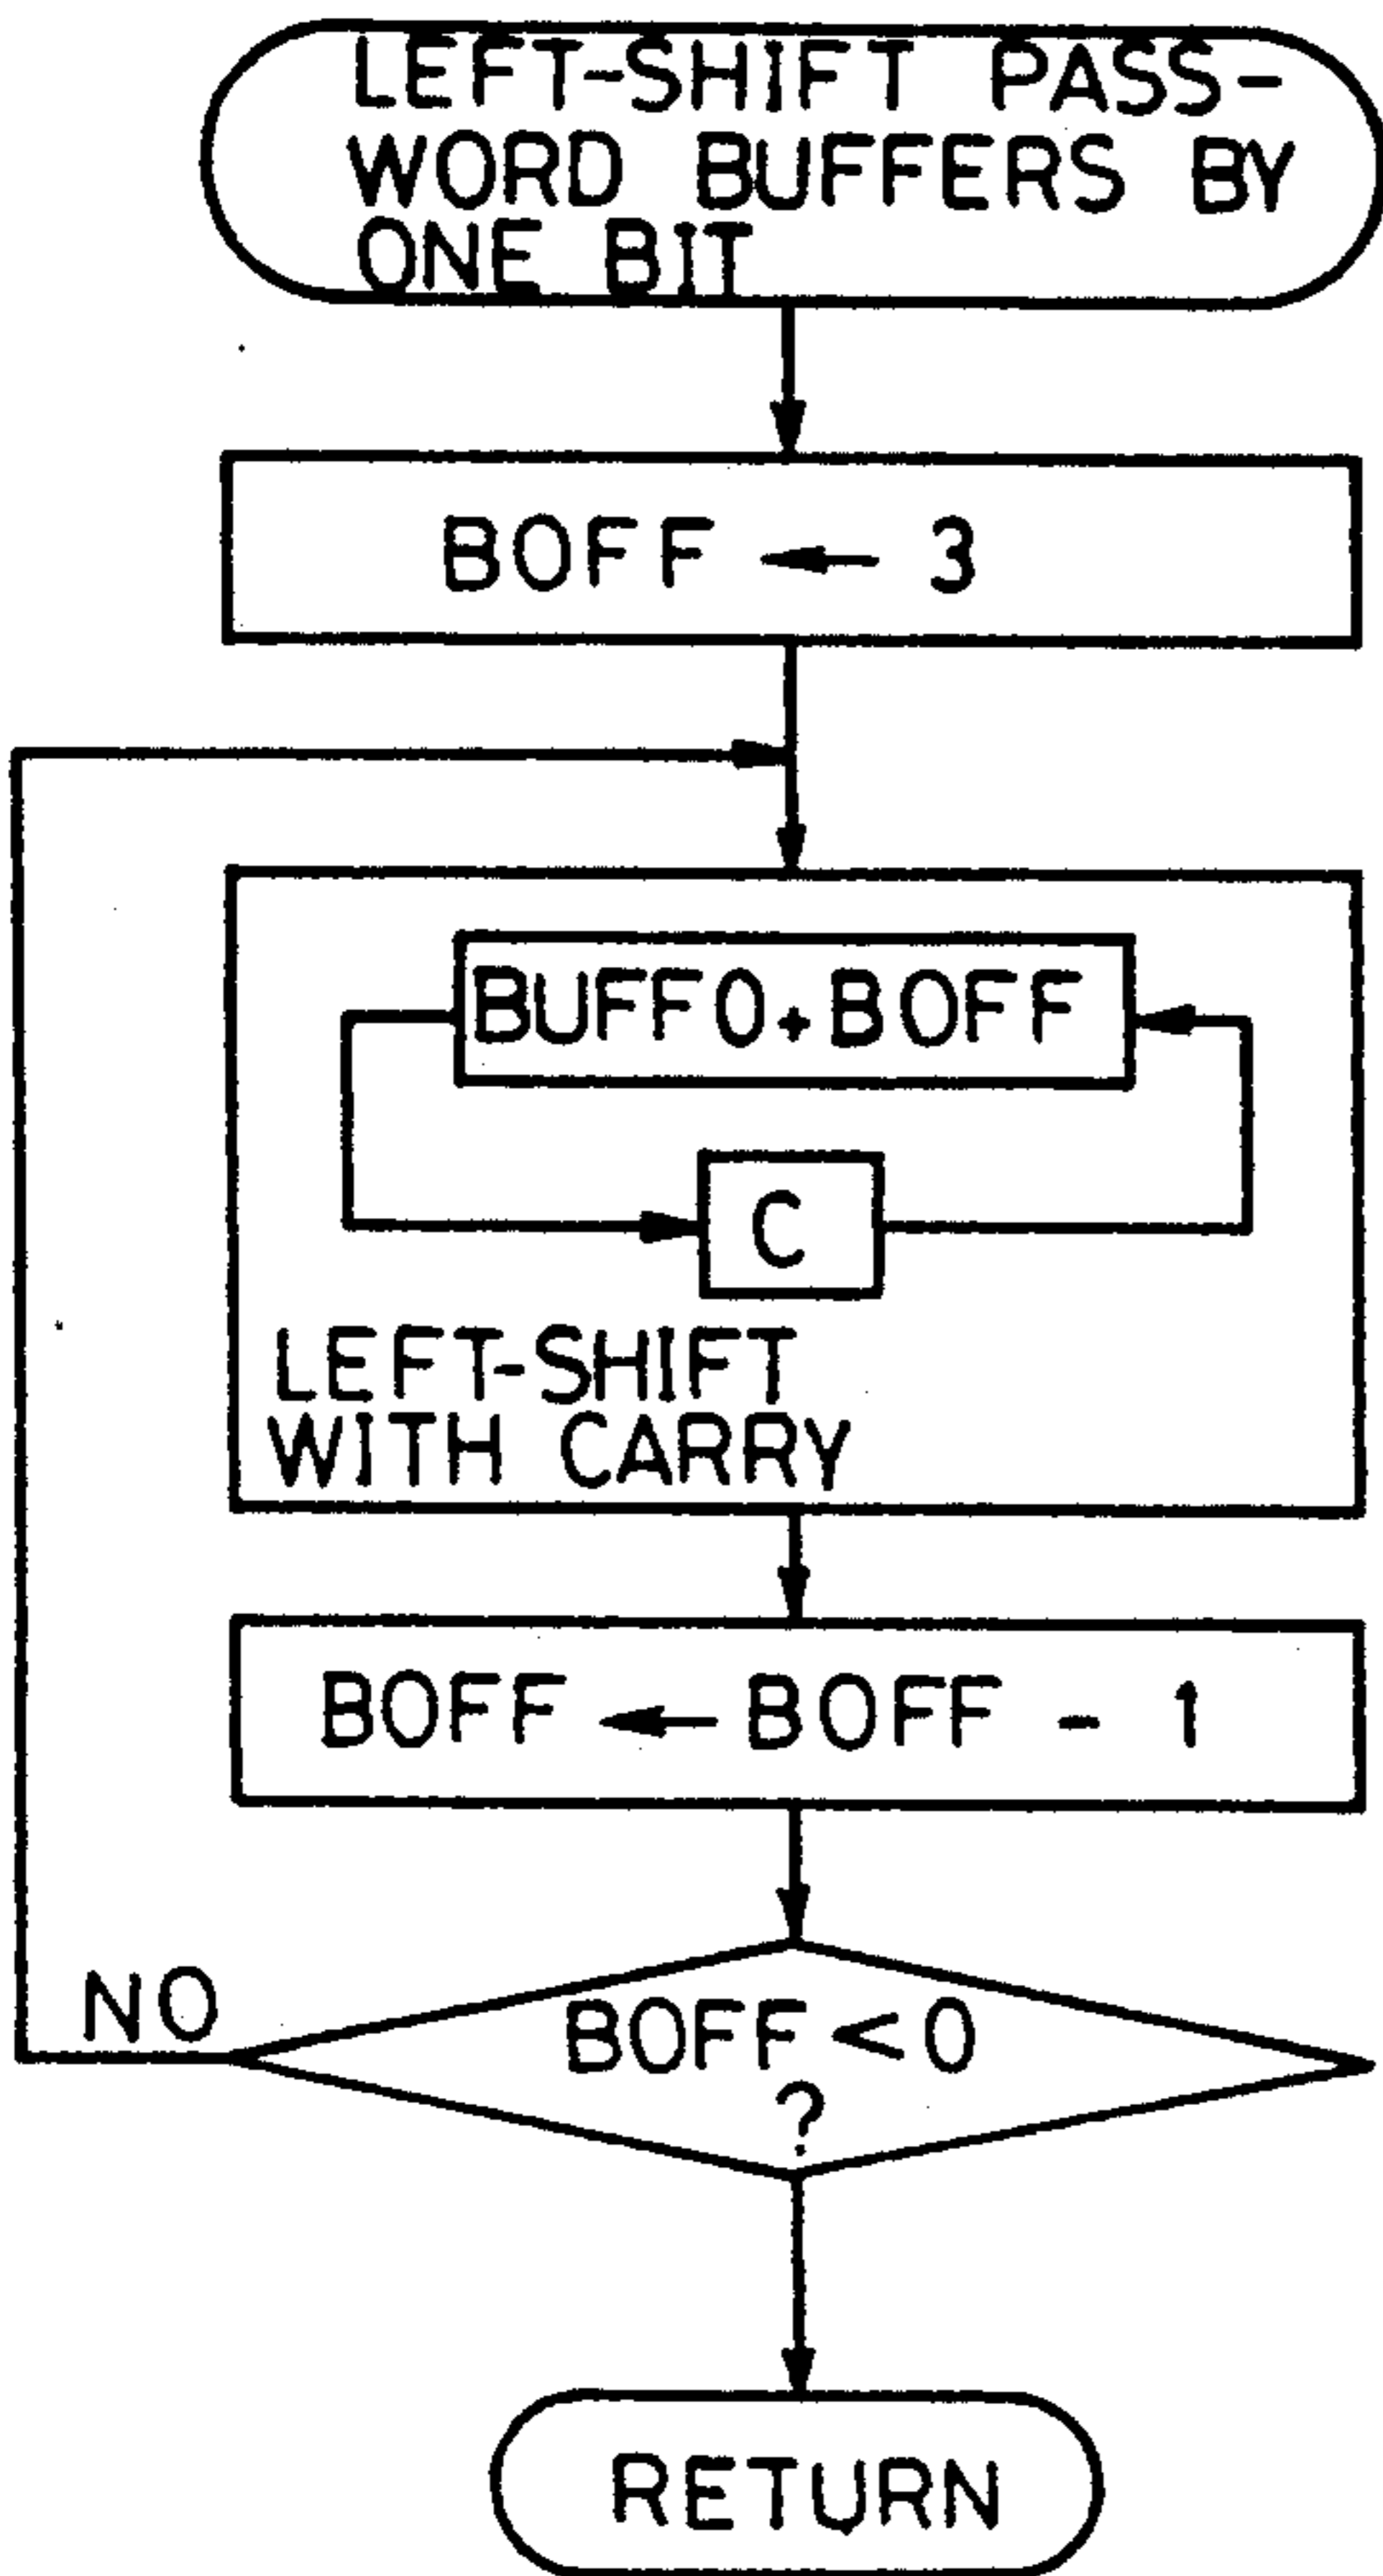 LEFT-SHIFT PASS-
WORD BUFFERS BY
ONE BIT
BOFF ← 3
BUFF0+BOFF
C
LEFT-SHIFT
WITH CARRY
BOFF ← BOFF - 1
NO
BOFF<0
?
RETURN